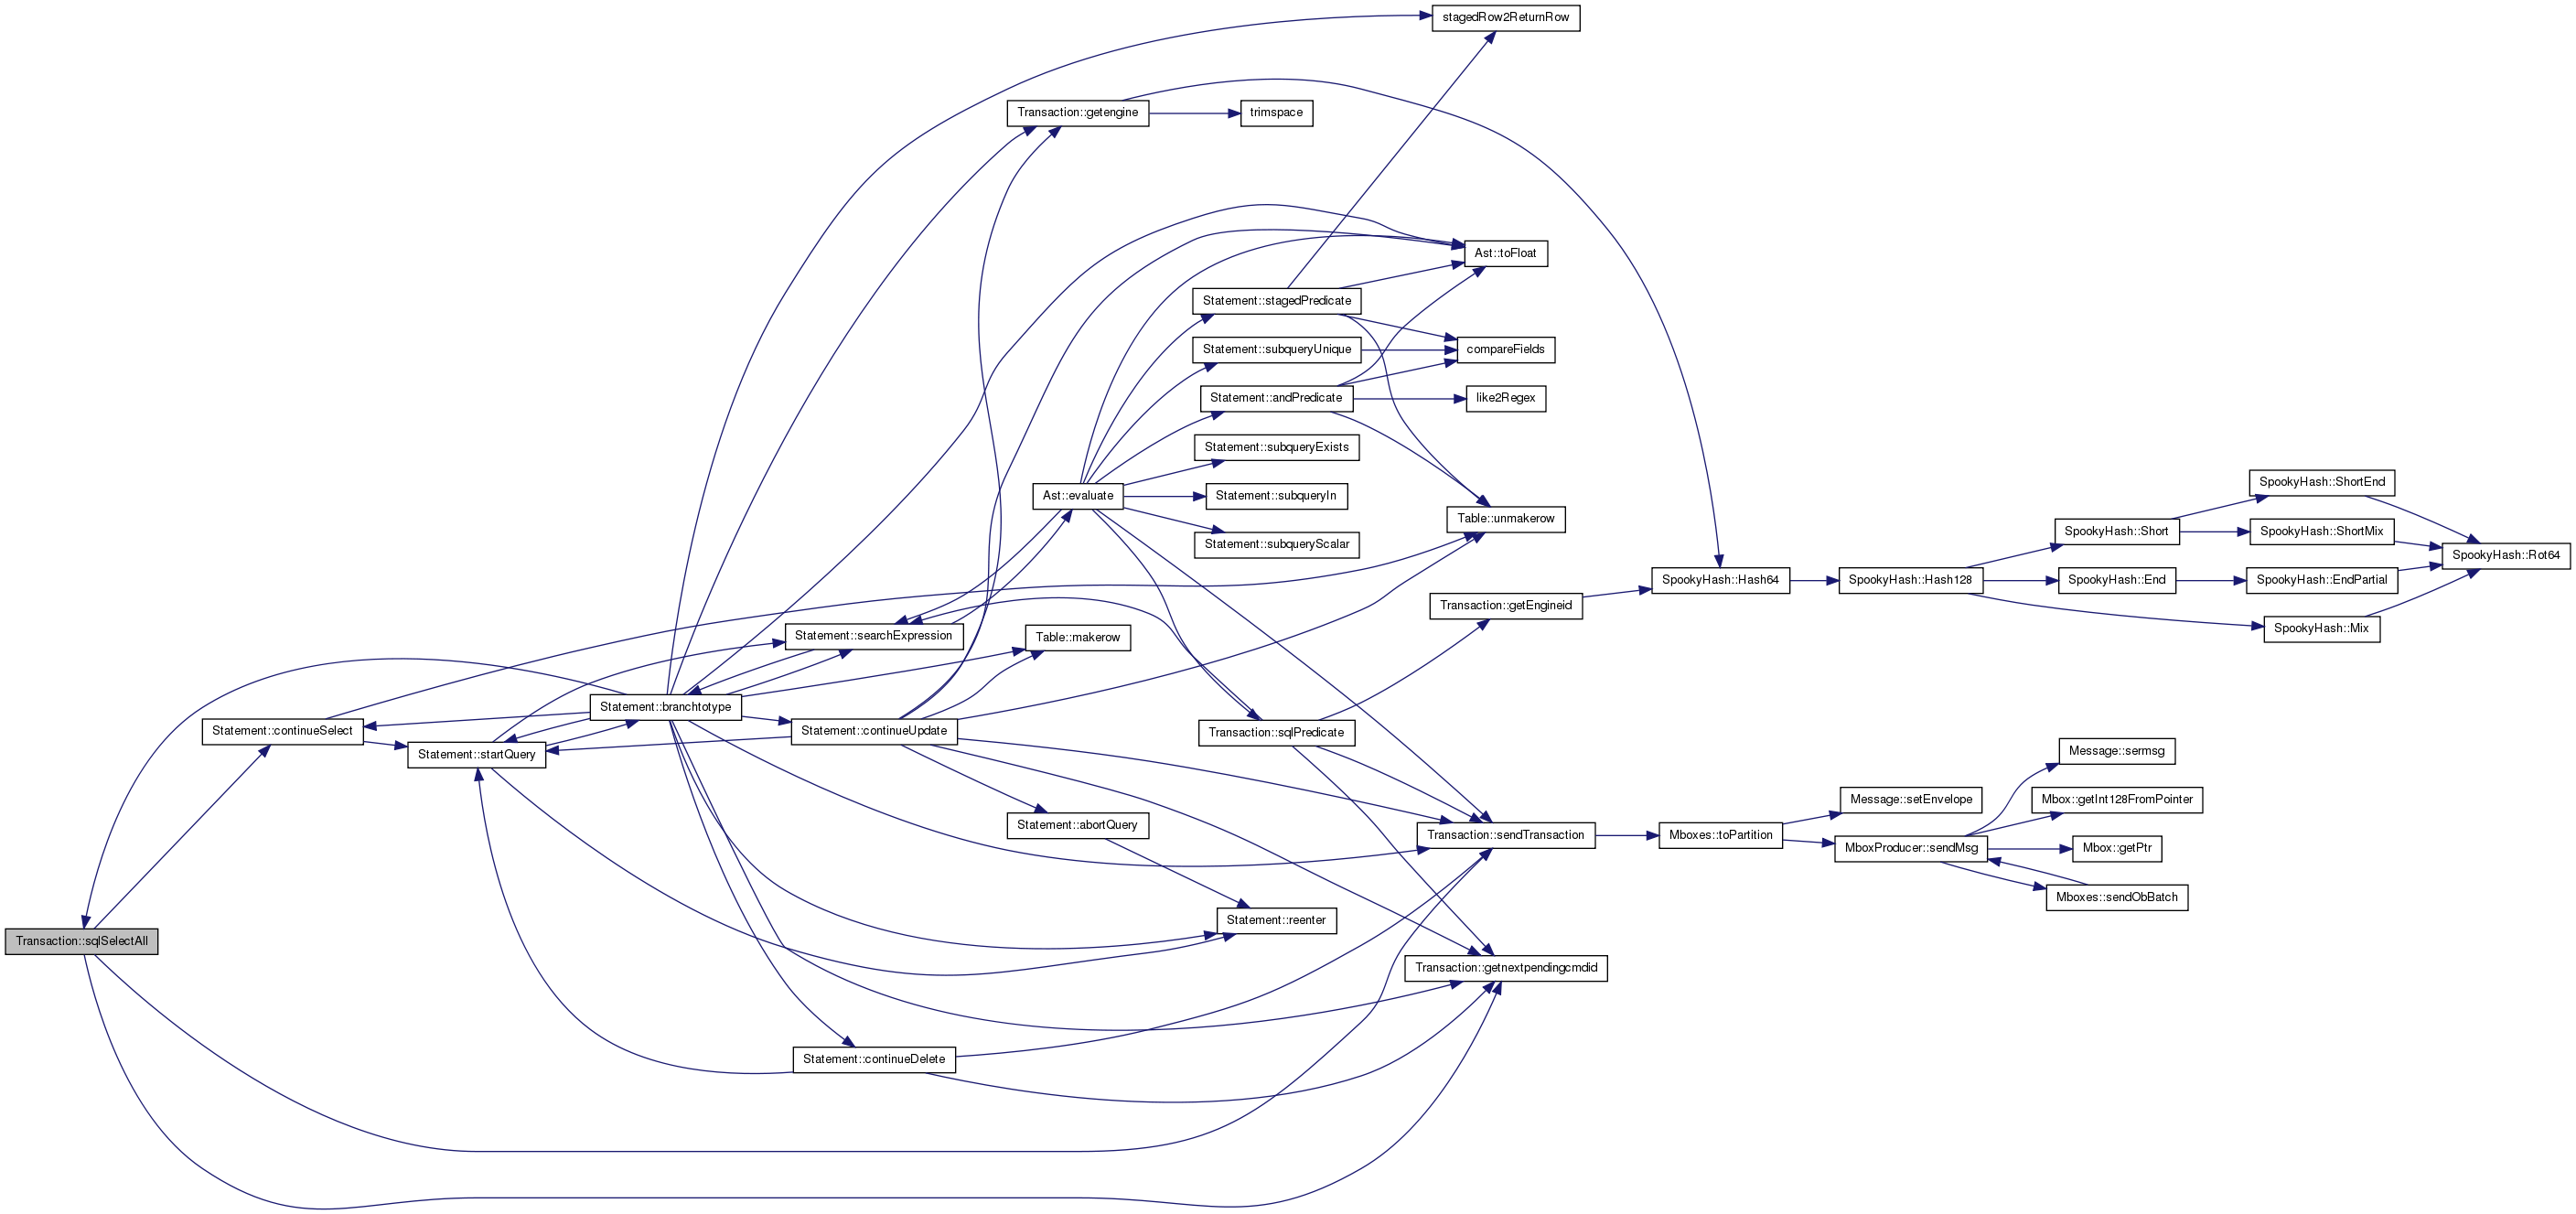 stagedRow2ReturnRow
Transaction::getengine
trimspace
Ast::toFloat
Statement::stagedPredicate
Statement::subqueryUnique
compareFields
Statement::andPredicate
like2Regex
Statement::subqueryExists
Ast::evaluate
Statement::subqueryIn
Statement::subqueryScalar
Table::unmakerow
SpookyHash::ShortEnd
SpookyHash::Short
SpookyHash::ShortMix
SpookyHash::Rot64
SpookyHash::Hash64
SpookyHash::Hash128
SpookyHash::End
SpookyHash::EndPartial
Transaction::getEngineid
SpookyHash::Mix
Statement::searchExpression
Table::makerow
Statement::branchtotype
Statement::continueSelect
Statement::continueUpdate
Transaction::sqlPredicate
Statement::startQuery
Message::sermsg
Message::setEnvelope
Mbox::getInt128FromPointer
Statement::abortQuery
Transaction::sendTransaction
Mboxes::toPartition
MboxProducer::sendMsg
Mbox::getPtr
Mboxes::sendObBatch
Statement::reenter
Transaction::sqlSelectAll
Transaction::getnextpendingcmdid
Statement::continueDelete